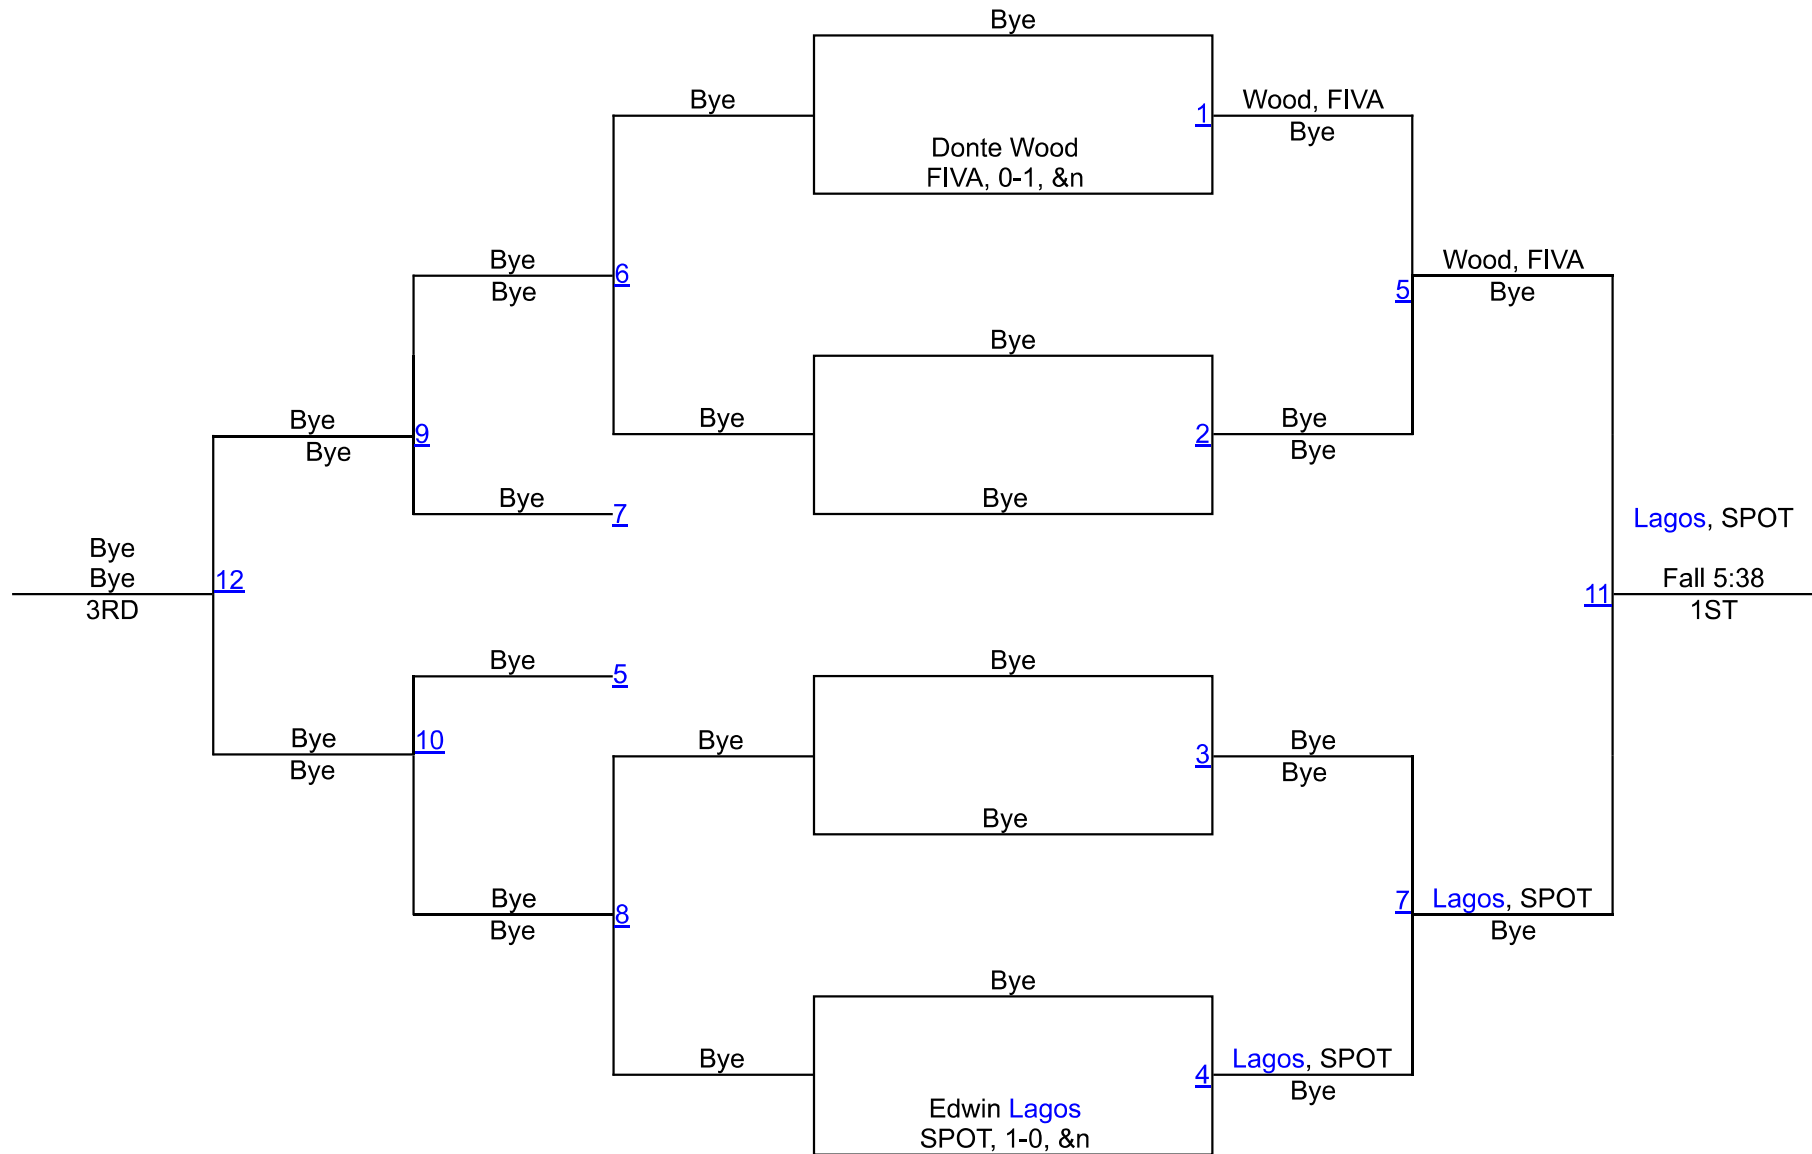 Bye
Bye
1
Wood, FIVA
Bye
Donte Wood
FIVA, 0-1, &n
Bye
Bye
6
5
Wood, FIVA
Bye
Bye
Bye
Bye
9
Bye
2
Bye
Bye
Bye
Bye
7
Bye
Lagos, SPOT
Bye
Bye
3RD
12
11
Fall 5:38
1ST
Bye
5
Bye
Bye
Bye
10
Bye
3
Bye
Bye
Bye
Bye
Bye
8
7
Lagos, SPOT
Bye
Bye
Bye
4
Lagos, SPOT
Bye
Edwin Lagos
SPOT, 1-0, &n